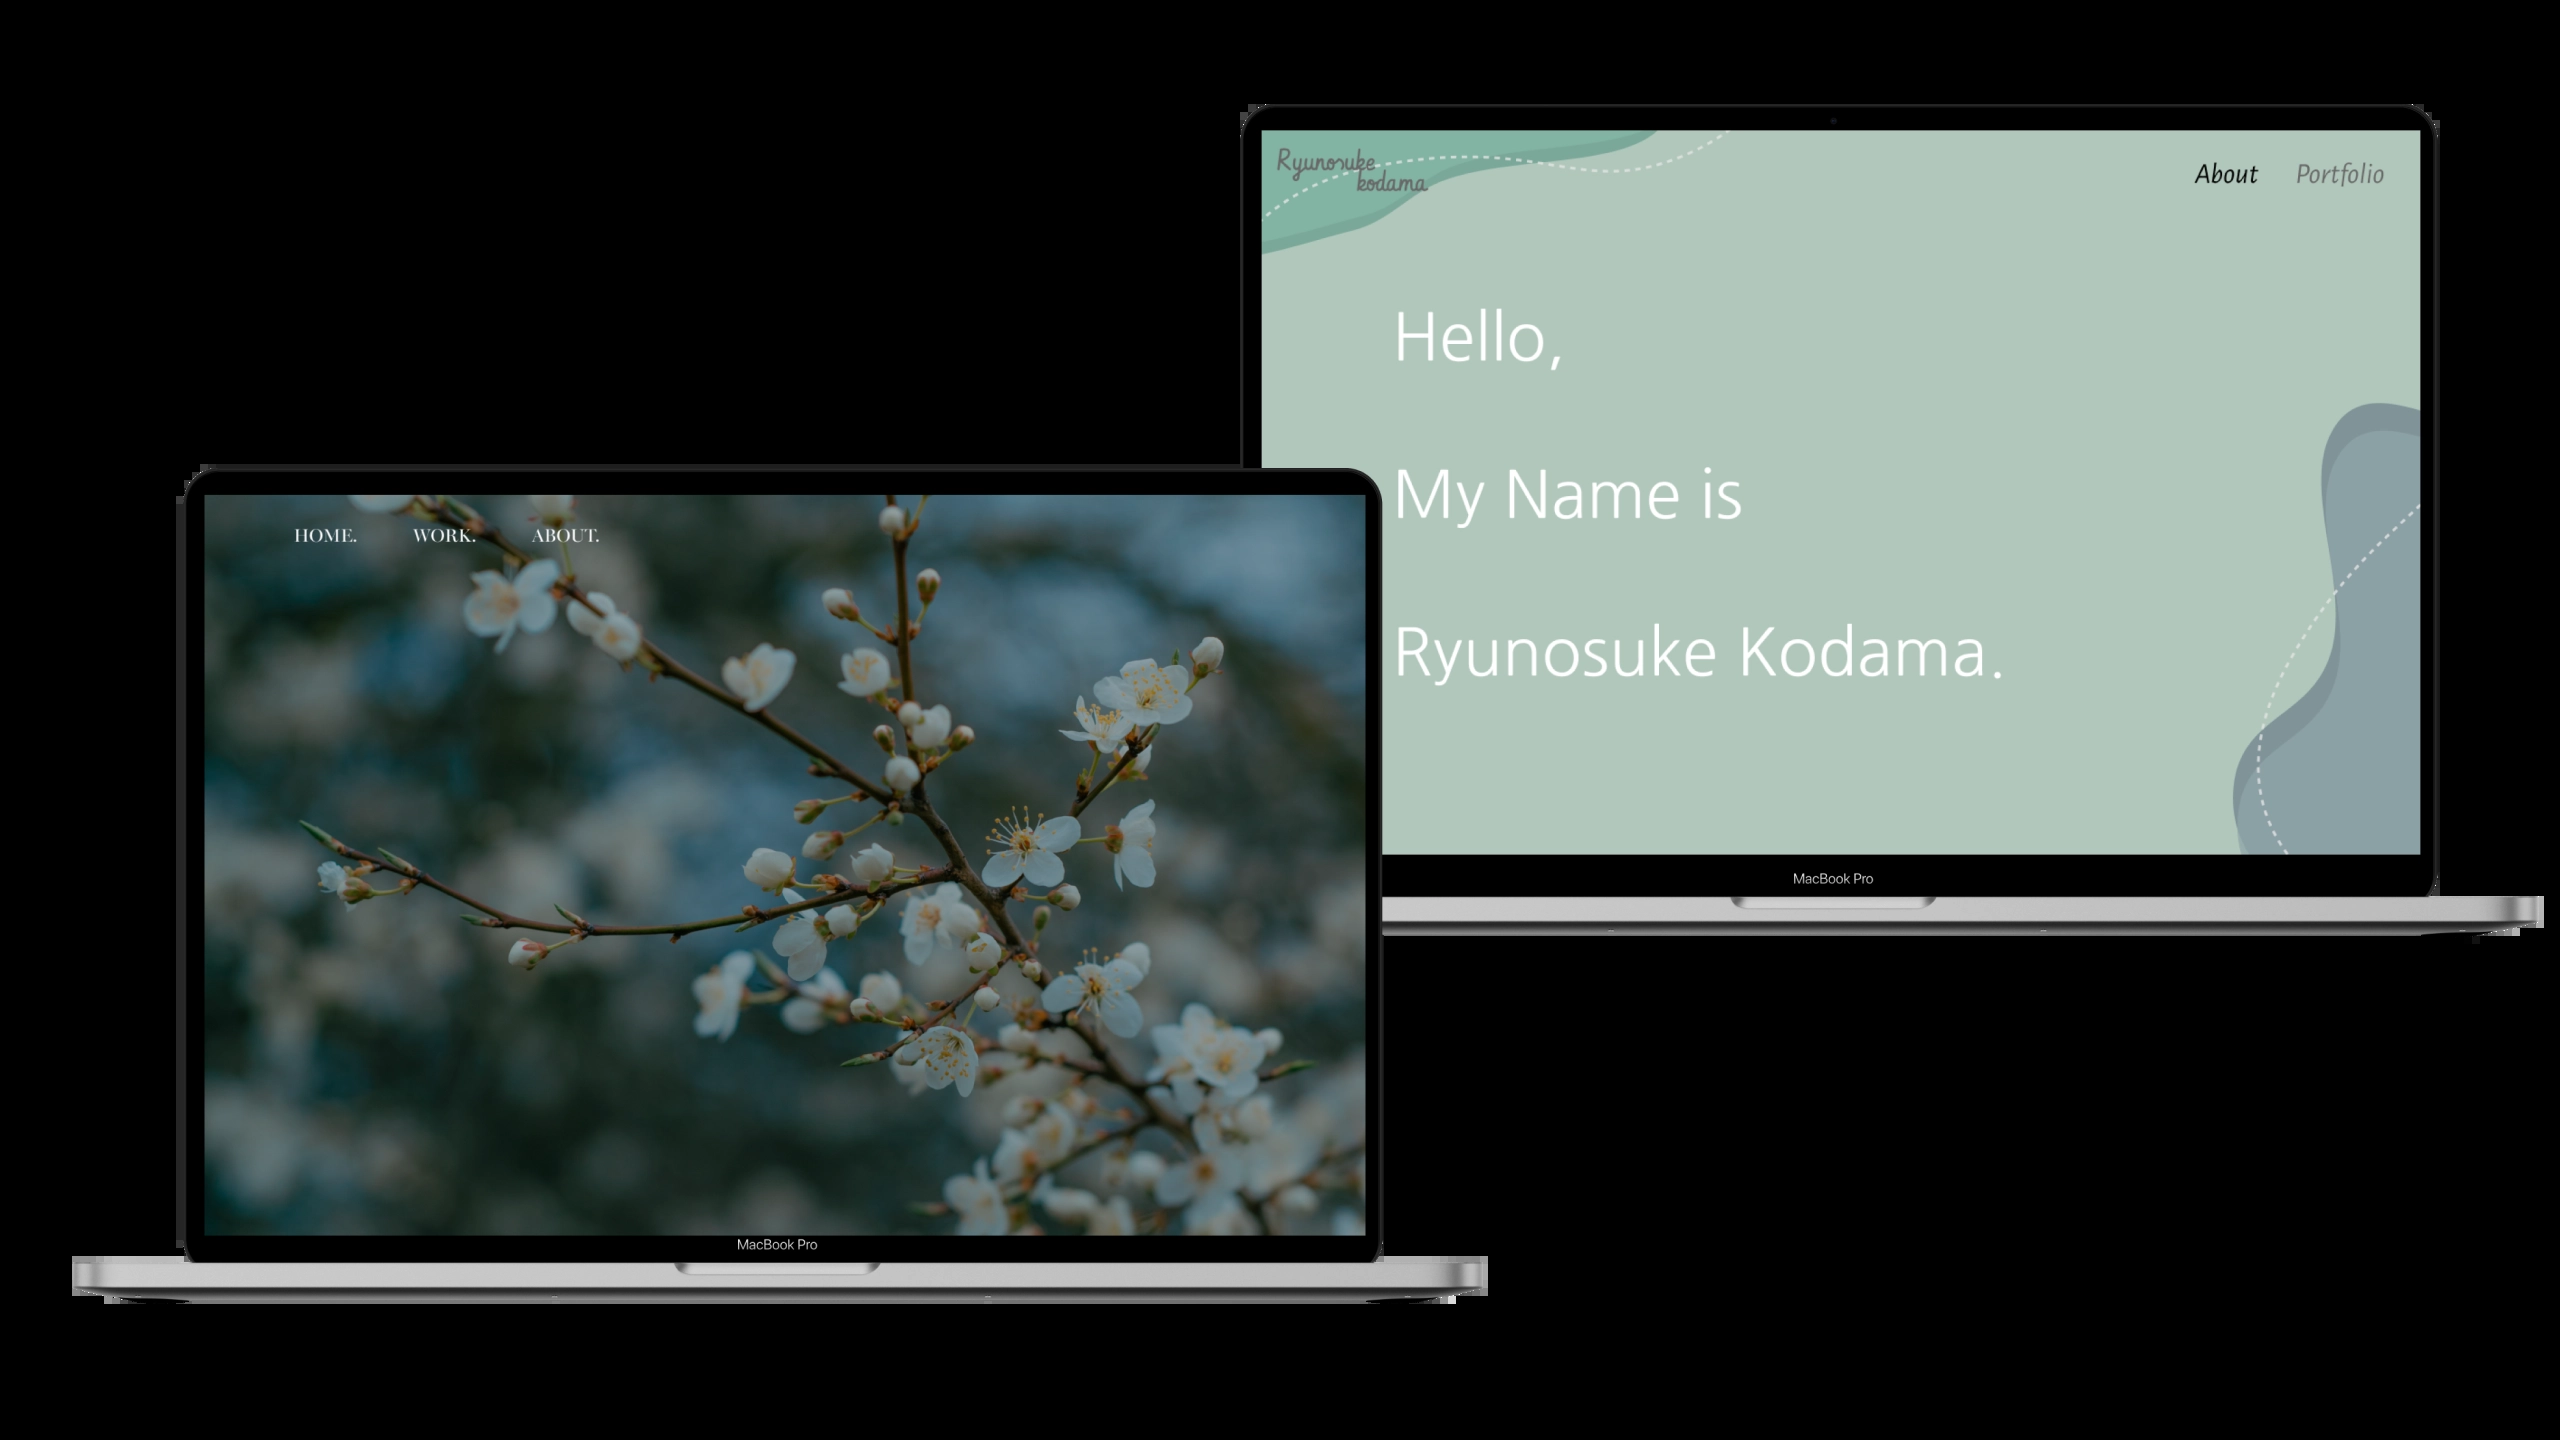 Ryunosuke
kodama
About Portfolio
Hello,
My Name is
Ryunosuke Kodama.
MacBook Pro
HOME. WORK. ABOUT.
MacBook Pro